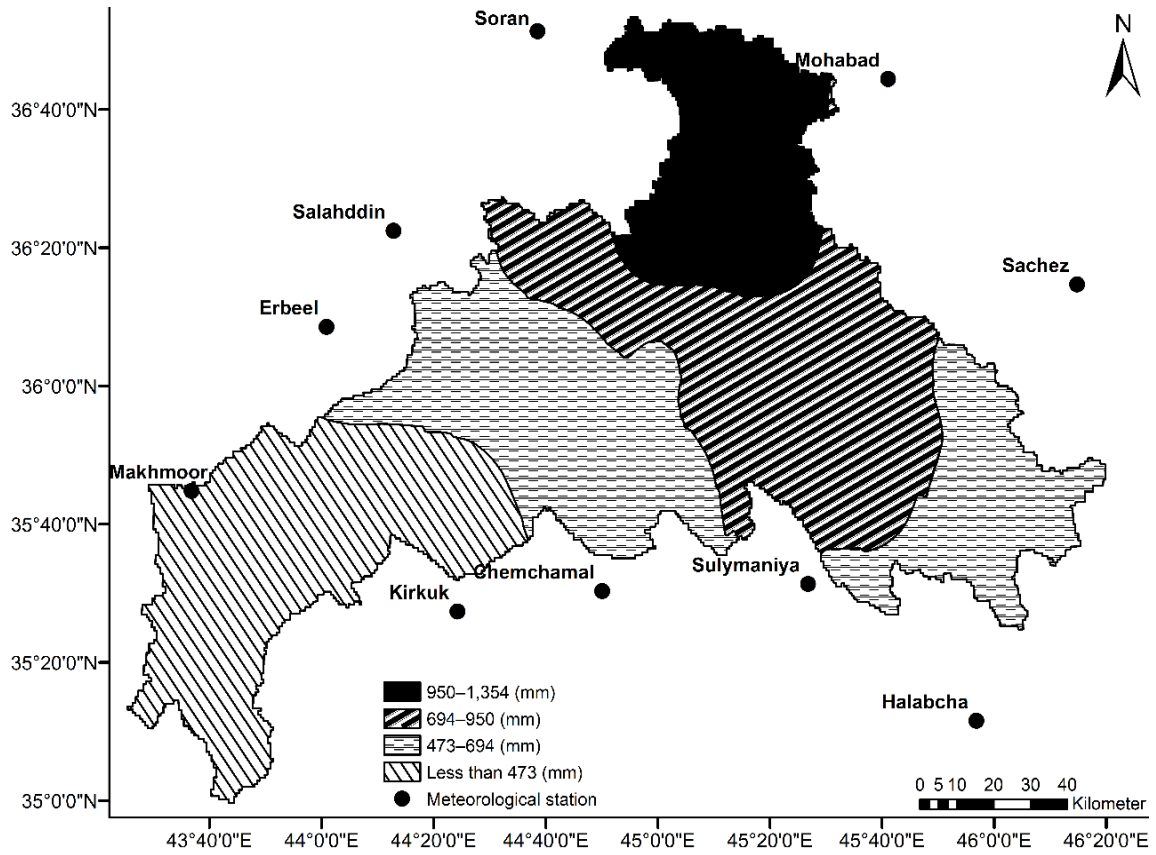 Soran
N
Mohabad
36°40'0"N
Salahddin
36°20'0"N
Sachez
Erbeel
36°0'0"N
Makhmoor
35°40'0"N
Chemchamal
Sulymaniya
Kirkuk
35°20'0"N
950–1,354 (mm)
694–950 (mm)
473–694 (mm)
Less than 473 (mm)
Meteorological station
Halabcha
35°0'0"N
0 5 10 20 30 40
Kilometer
43°40'0"E 44°0'0"E 44°20'0"E 44°40'0"E 45°0'0"E 45°20'0"E 45°40'0"E 46°0'0"E 46°20'0"E